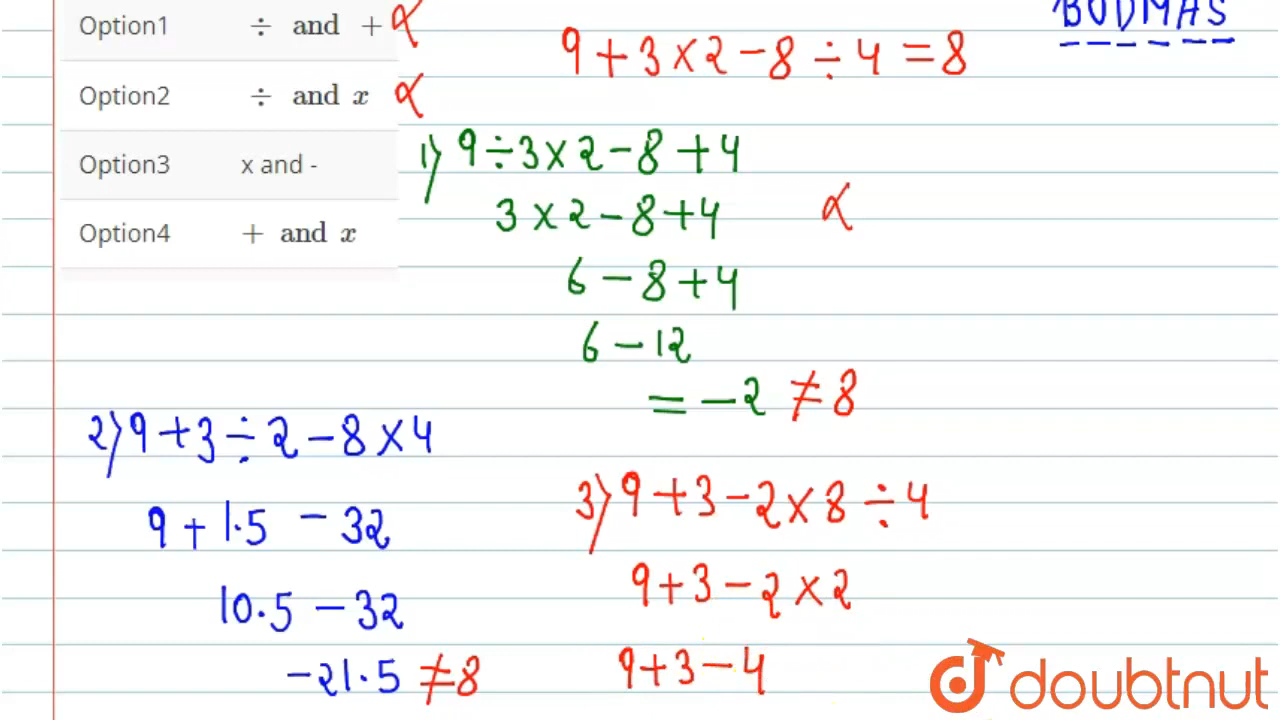 BODMAS
Option1 ÷ and + ×
Option2 ÷ and x ×
Option3 x and -
Option4 + and x
9 + 3 × 2 - 8 ÷ 4 = 8
1) 9 ÷ 3 × 2 - 8 + 4
3 × 2 - 8 + 4 ×
6 - 8 + 4
6 - 12
= - 2 ≠ 8
2) 9 + 3 ÷ 2 - 8 × 4
9 + 1.5 - 32
10.5 - 32
-21.5 ≠ 8
3) 9 + 3 - 2 × 8 ÷ 4
9 + 3 - 2 × 2
9 + 3 - 4
doubtnut